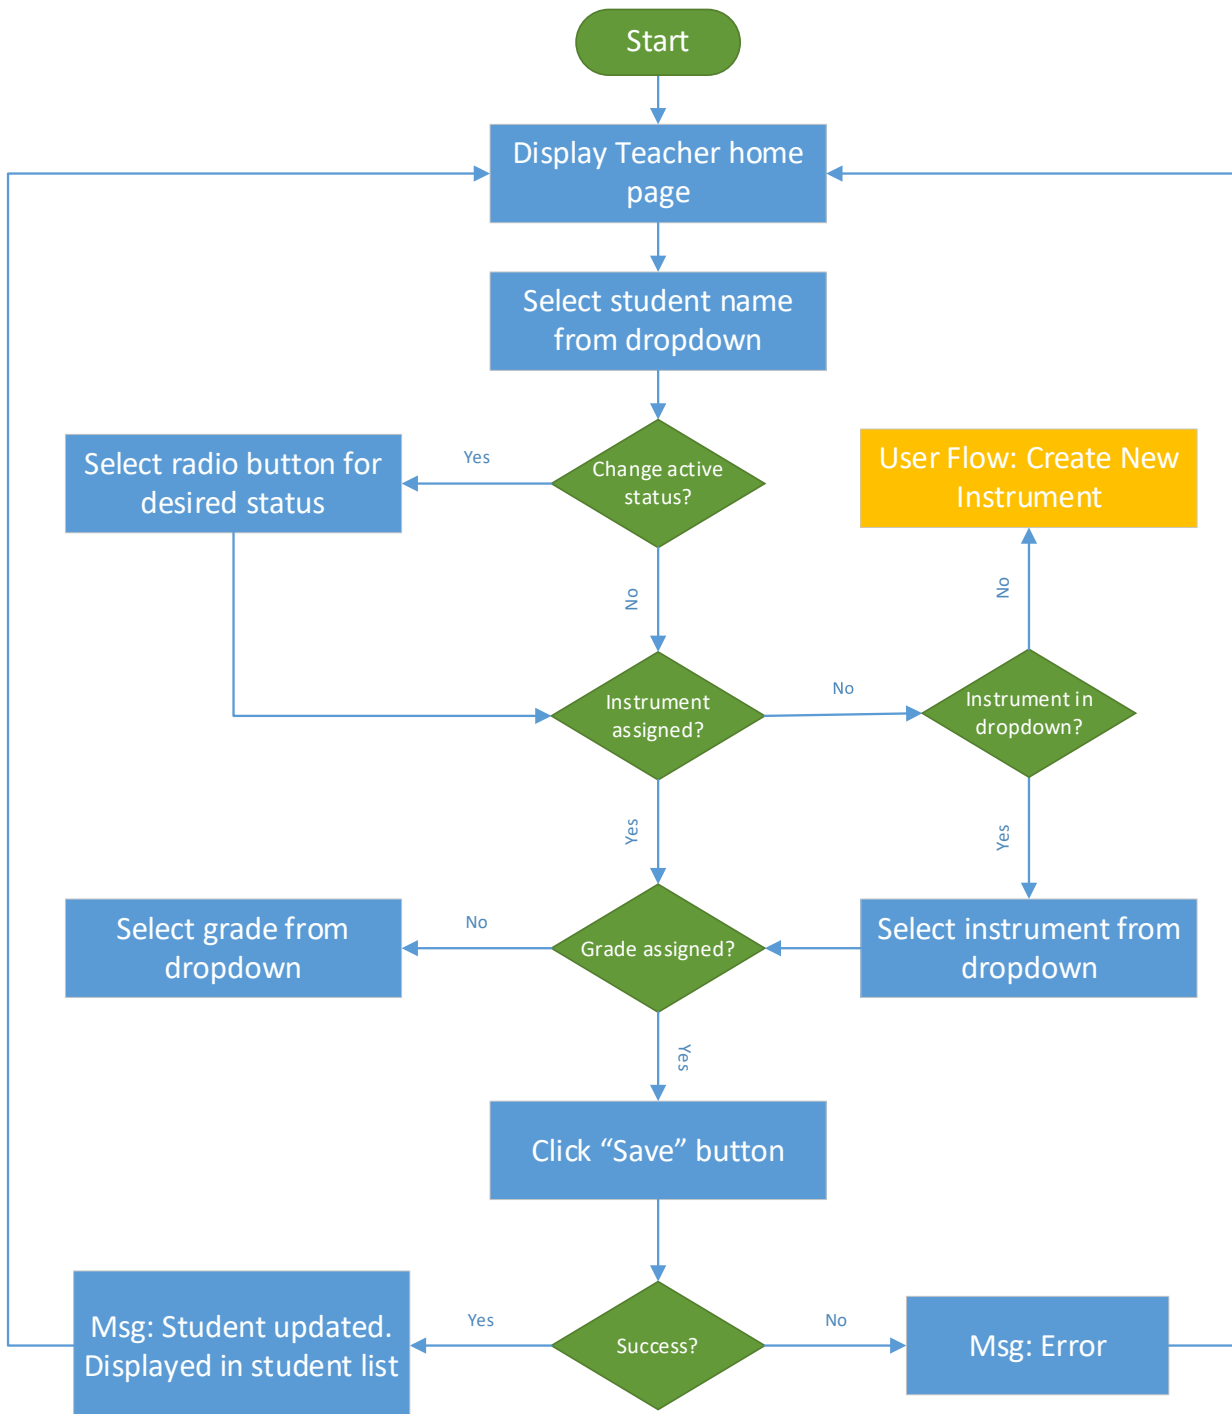 Start
Display Teacher home
page
Select student name
from dropdown
Select radio button for
desired status
Yes
Change active
status?
User Flow: Create New
Instrument
No
No
Instrument
assigned?
No
Instrument in
dropdown?
Yes
Yes
Select grade from
dropdown
No
Grade assigned?
Select instrument from
dropdown
Yes
Click “Save” button
Msg: Student updated.
Displayed in student list
Yes
Success?
No
Msg: Error